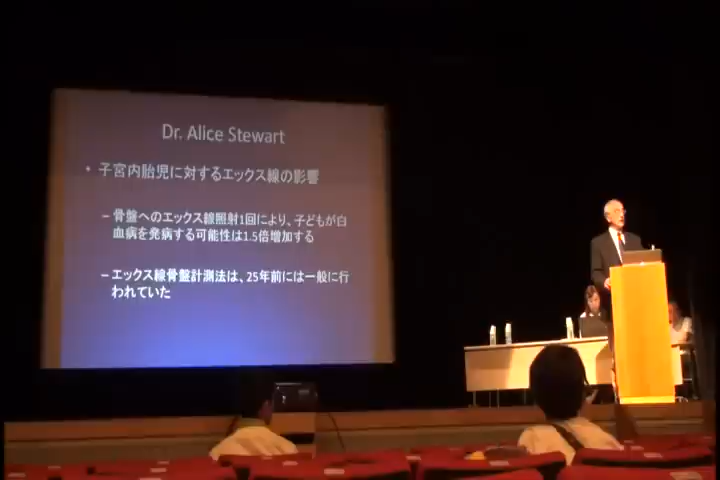 Dr. Alice Stewart
• 子宮内胎児に対するエックス線の影響
– 骨盤へのエックス線照射1回により、子どもが白
血病を発病する可能性は1.5倍増加する
– エックス線骨盤計測法は、25年前には一般に行
われていた